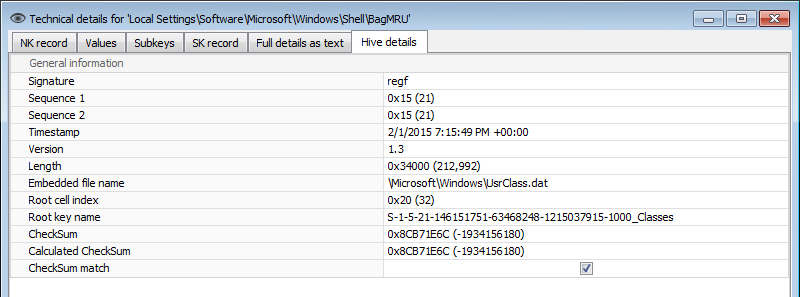 Technical details for 'Local Settings\Software\Microsoft\Windows\Shell\BagMRU'
NK record Values Subkeys SK record Full details as text Hive details
General information
Signature regf
Sequence 1 0x15 (21)
Sequence 2 0x15 (21)
Timestamp 2/1/2015 7:15:49 PM +00:00
Version 1.3
Length 0x34000 (212,992)
Embedded file name \Microsoft\Windows\UsrClass.dat
Root cell index 0x20 (32)
Root key name S-1-5-21-146151751-63468248-1215037915-1000_Classes
CheckSum 0x8CB71E6C (-1934156180)
Calculated CheckSum 0x8CB71E6C (-1934156180)
CheckSum match